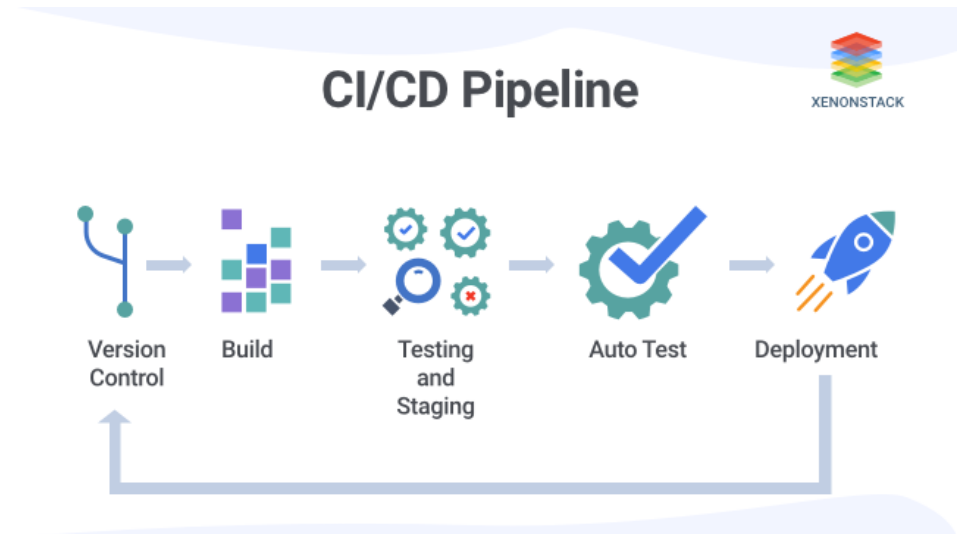 CI/CD Pipeline
XENONSTACK
Version
Control
Build
Testing
and
Staging
Auto Test
Deployment